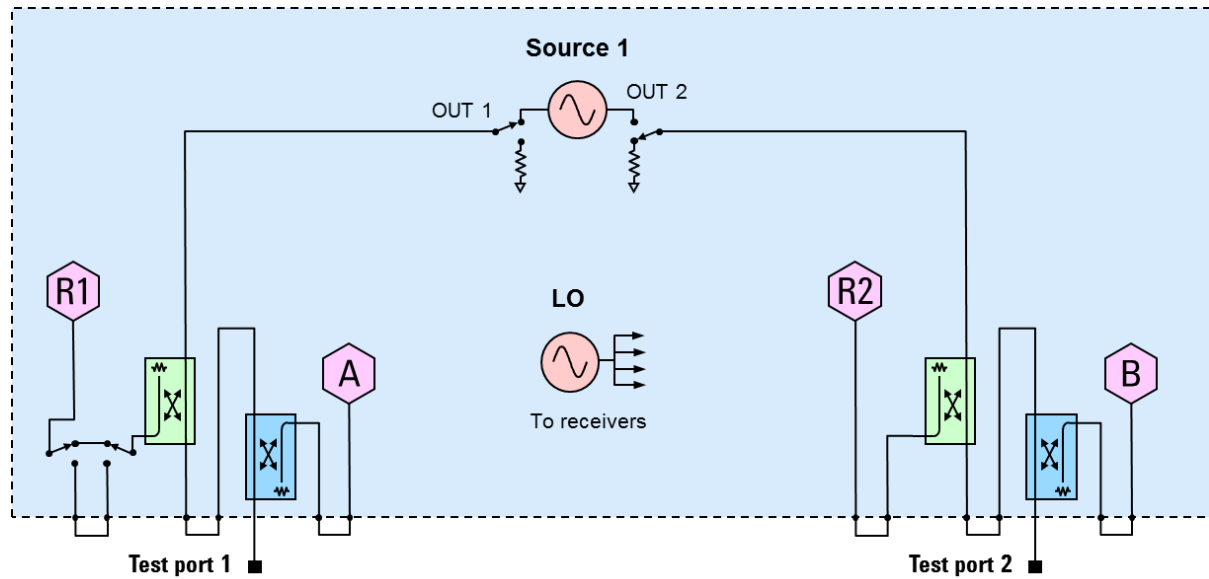 Source 1
OUT 1
OUT 2
R1
LO
R2
A
B
To receivers
Test port 1
Test port 2